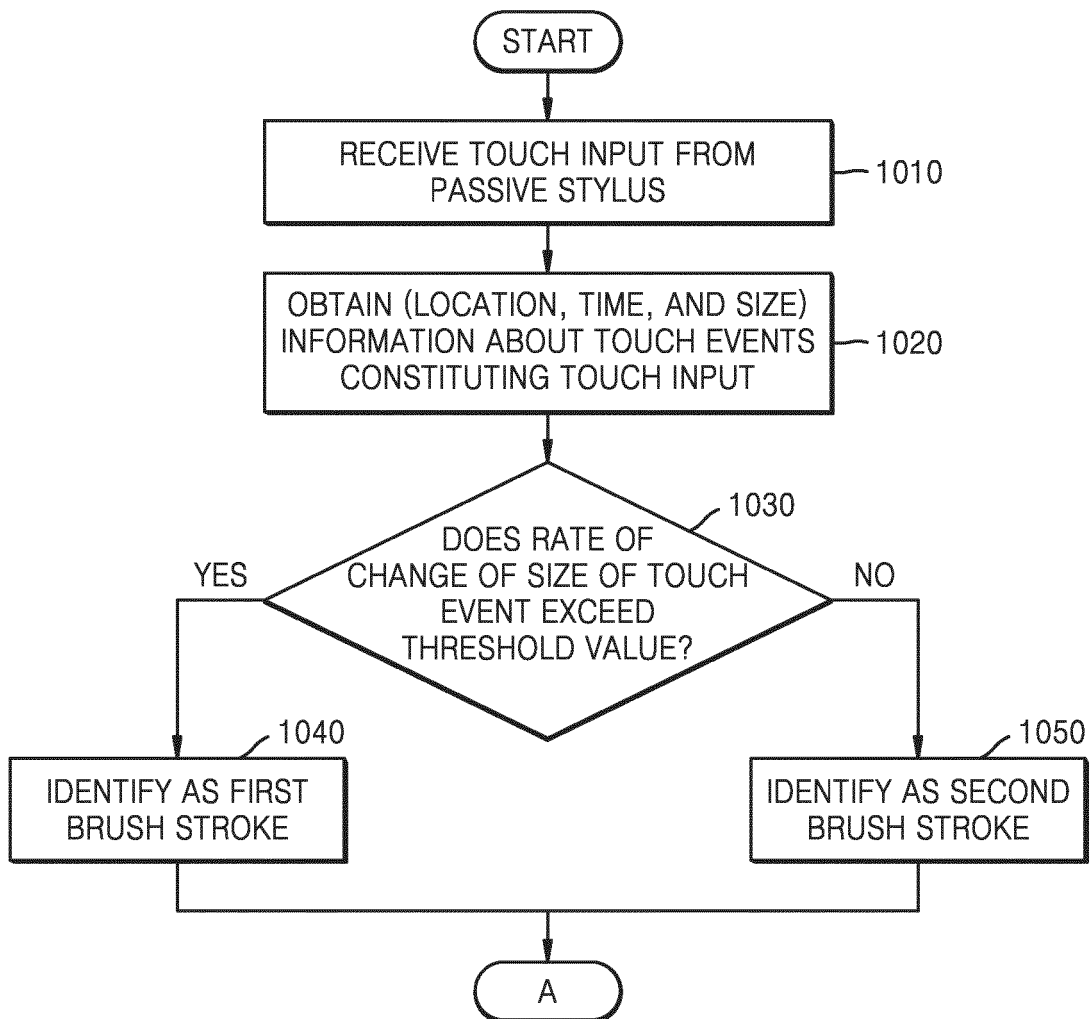 START
RECEIVE TOUCH INPUT FROM
PASSIVE STYLUS
1010
OBTAIN (LOCATION, TIME, AND SIZE)
INFORMATION ABOUT TOUCH EVENTS
CONSTITUTING TOUCH INPUT
1020
1030
DOES RATE OF
CHANGE OF SIZE OF TOUCH
EVENT EXCEED
THRESHOLD VALUE?
YES
NO
1040
IDENTIFY AS FIRST
BRUSH STROKE
1050
IDENTIFY AS SECOND
BRUSH STROKE
A